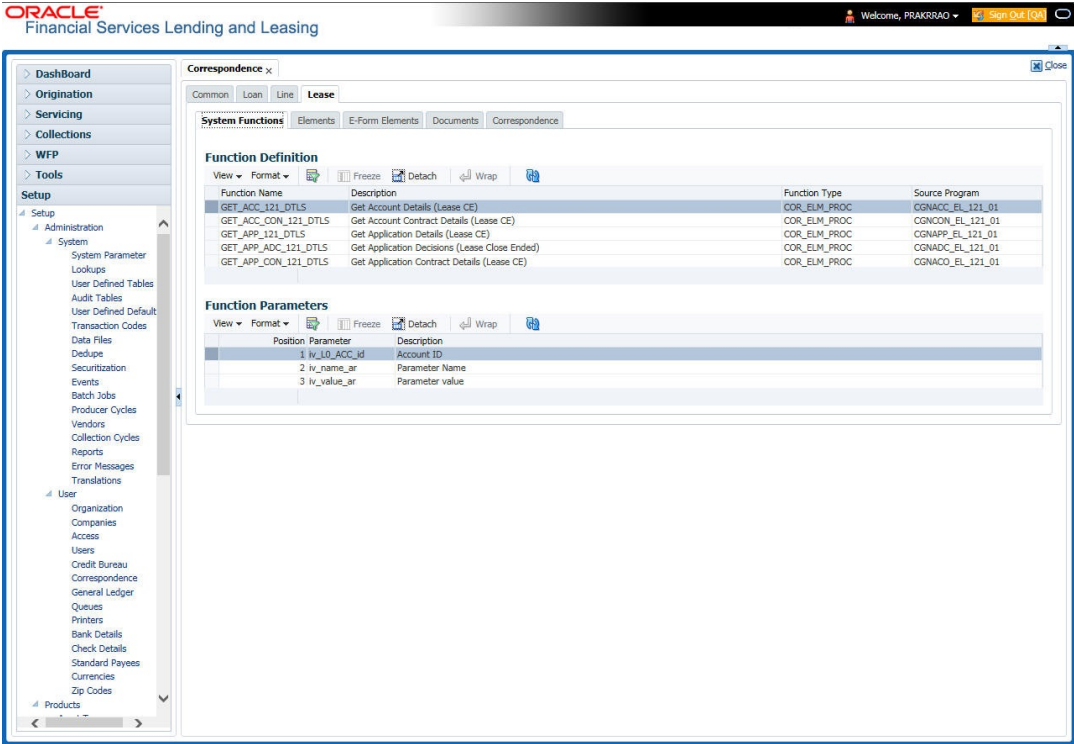 ORACLE
Financial Services Lending and Leasing
Welcome, PRAKRRAO
Sign Out [QA]
DashBoard
Origination
Servicing
Collections
WFP
Tools
Setup
Setup
Administration
System
System Parameter
Lookups
User Defined Tables
Audit Tables
User Defined Default
Transaction Codes
Data Files
Dedupe
Securitization
Events
Batch Jobs
Producer Cycles
Vendors
Collection Cycles
Reports
Error Messages
Translations
User
Organization
Companies
Access
Users
Credit Bureau
Correspondence
General Ledger
Queues
Printers
Bank Details
Check Details
Standard Payees
Currencies
Zip Codes
Products
Correspondence x
Close
Common Loan Line Lease
System Functions Elements E-Form Elements Documents Correspondence
Function Definition
View Format Freeze Detach Wrap
Function Name Description Function Type Source Program
GET_ACC_121_DTLS Get Account Details (Lease CE) COR_ELM_PROC CGNACC_EL_121_01
GET_ACC_CON_121_DTLS Get Account Contract Details (Lease CE) COR_ELM_PROC CGNCON_EL_121_01
GET_APP_121_DTLS Get Application Details (Lease CE) COR_ELM_PROC CGNAPP_EL_121_01
GET_APP_ADC_121_DTLS Get Application Decisions (Lease Close Ended) COR_ELM_PROC CGNADC_EL_121_01
GET_APP_CON_121_DTLS Get Application Contract Details (Lease CE) COR_ELM_PROC CGNACO_EL_121_01
Function Parameters
View Format Freeze Detach Wrap
Position Parameter Description
1 iv_L0_ACC_id Account ID
2 iv_name_ar Parameter Name
3 iv_value_ar Parameter value